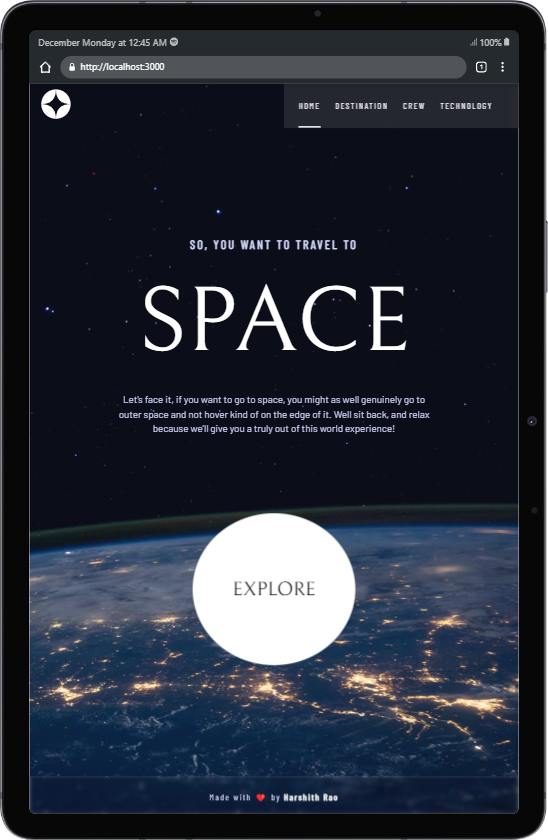 December Monday at 12:45 AM
100%
http://localhost:3000
1
HOME DESTINATION CREW TECHNOLOGY
SO, YOU WANT TO TRAVEL TO
SPACE
Let's face it, if you want to go to space, you might as well genuinely go to
outer space and not hover kind of on the edge of it. Well sit back, and relax
because we'll give you a truly out of this world experience!
EXPLORE
Made with ❤️ by Harshith Rao